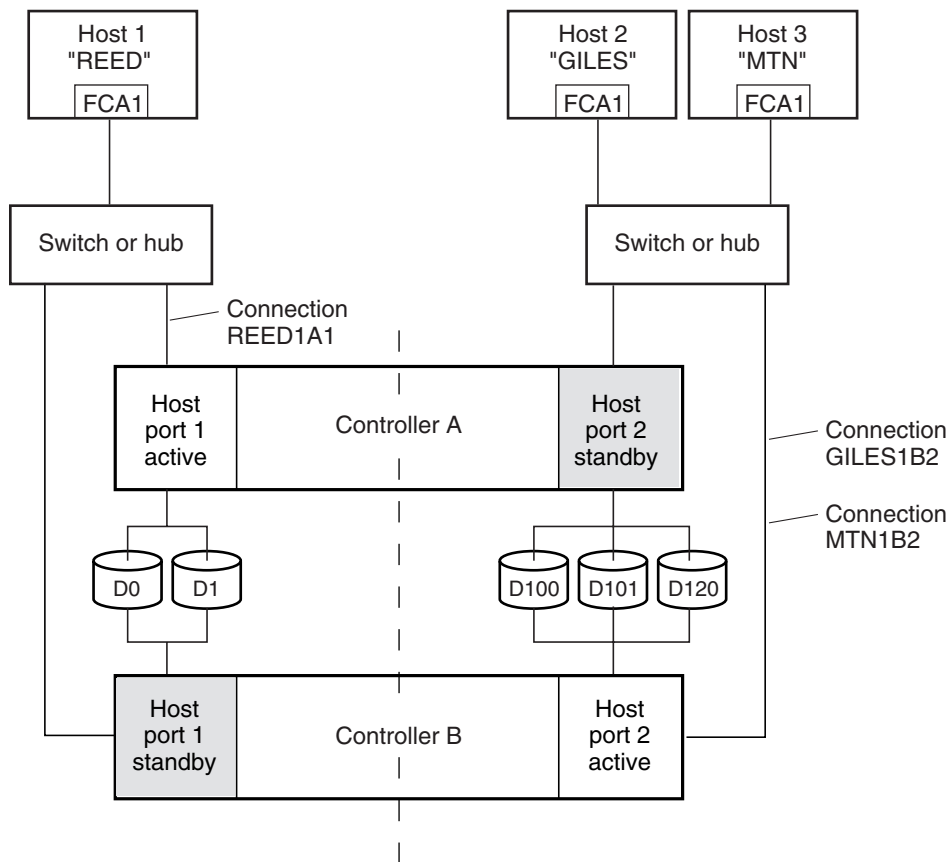 Host 1
"REED"
FCA1
Host 2
"GILES"
FCA1
Host 3
"MTN"
FCA1
Switch or hub
Switch or hub
Connection
REED1A1
Host
port 1
active
Controller A
Host
port 2
standby
Connection
GILES1B2
Connection
MTN1B2
D0
D1
D100
D101
D120
Host
port 1
standby
Controller B
Host
port 2
active